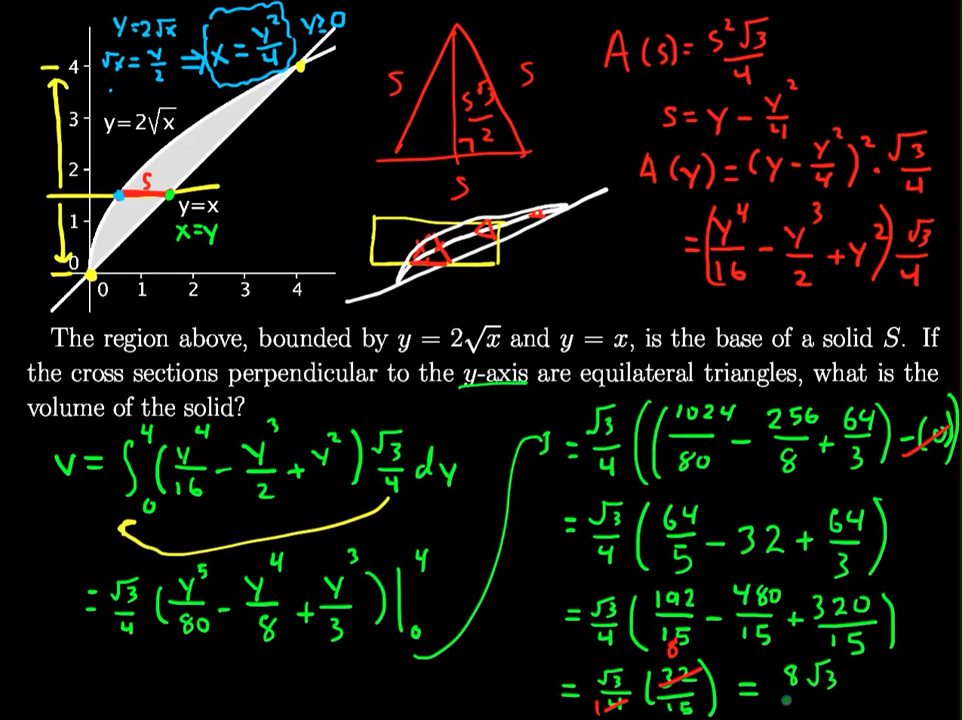 y=2√x
√x = y/2 ⇒ x = y²/4
y≥0
4
3
2
1
0
y=2√x
s
y=x
x=y
0 1 2 3 4
s s
s√3/2
s
A(s) = s²√3/4
s = y - y²/4
A(y) = (y - y²/4)² · √3/4
= (y⁴/16 - y³/2 + y²) √3/4
The region above, bounded by y = 2√x and y = x, is the base of a solid S. If
the cross sections perpendicular to the y-axis are equilateral triangles, what is the
volume of the solid?
V = ∫₀⁴ (y⁴/16 - y³/2 + y²) √3/4 dy
= √3/4 (y⁵/80 - y⁴/8 + y³/3) |₀⁴
= √3/4 ((1024/80 - 256/8 + 64/3) - (0))
= √3/4 (64/5 - 32 + 64/3)
= √3/4 (192/15 - 480/15 + 320/15)
8
= √3/4 (32/15) = 8√3
1